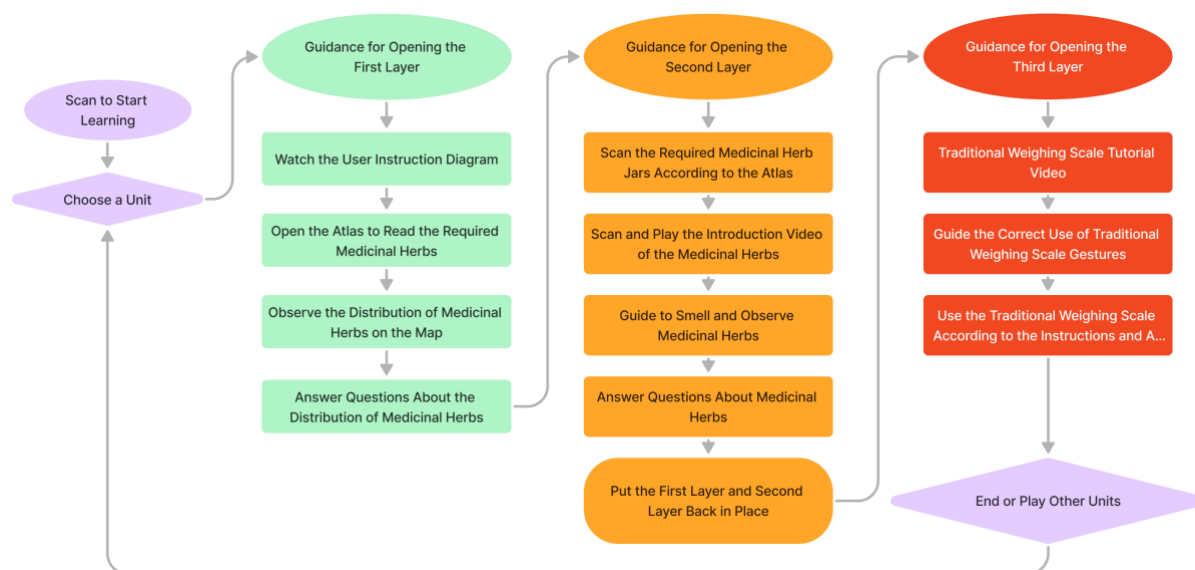 Scan to Start
Learning
Choose a Unit
Guidance for Opening the
First Layer
Watch the User Instruction Diagram
Open the Atlas to Read the Required
Medicinal Herbs
Observe the Distribution of Medicinal
Herbs on the Map
Answer Questions About the
Distribution of Medicinal Herbs
Guidance for Opening the
Second Layer
Scan the Required Medicinal Herb
Jars According to the Atlas
Scan and Play the Introduction Video
of the Medicinal Herbs
Guide to Smell and Observe
Medicinal Herbs
Answer Questions About Medicinal
Herbs
Put the First Layer and Second
Layer Back in Place
Guidance for Opening the
Third Layer
Traditional Weighing Scale Tutorial
Video
Guide the Correct Use of Traditional
Weighing Scale Gestures
Use the Traditional Weighing Scale
According to the Instructions and A...
End or Play Other Units